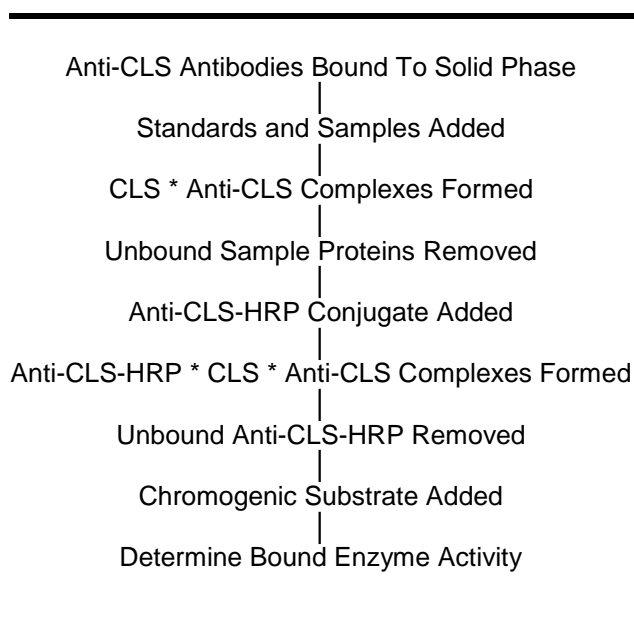 Anti-CLS Antibodies Bound To Solid Phase
Standards and Samples Added
CLS * Anti-CLS Complexes Formed
Unbound Sample Proteins Removed
Anti-CLS-HRP Conjugate Added
Anti-CLS-HRP * CLS * Anti-CLS Complexes Formed
Unbound Anti-CLS-HRP Removed
Chromogenic Substrate Added
Determine Bound Enzyme Activity